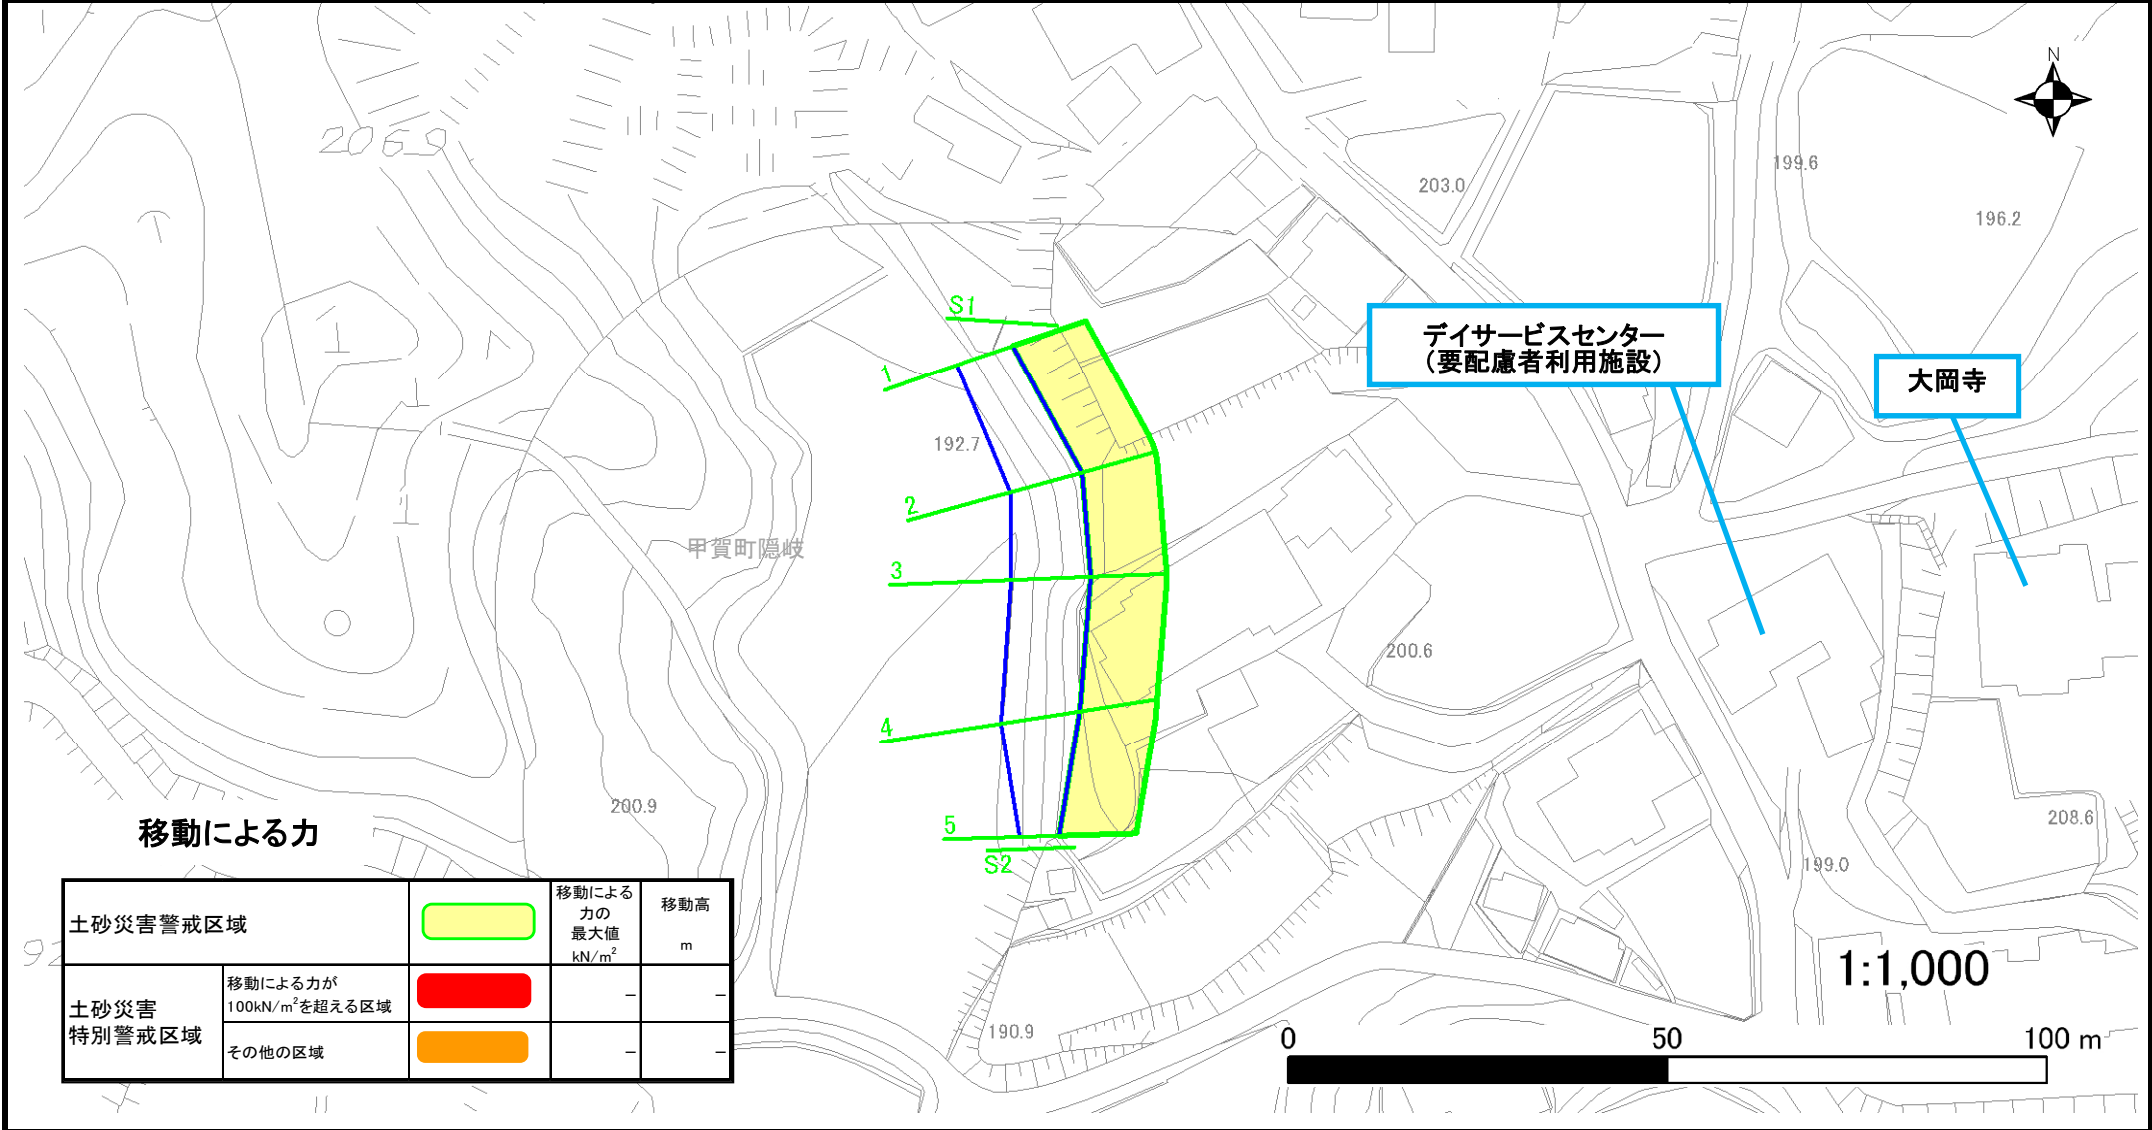 N
203.0
199.6
196.2
S1
デイサービスセンター
（要配慮者利用施設）
大岡寺
1
192.7
2
甲賀町隠岐
3
200.6
4
200.9
5
S2
208.6
199.0
190.9
移動による力
土砂災害警戒区域
移動による
力の
最大値
kN/m²
移動高
m
土砂災害
特別警戒区域
移動による力が
100kN/m²を超える区域
－
－
その他の区域
－
－
1:1,000
0
50
100 m